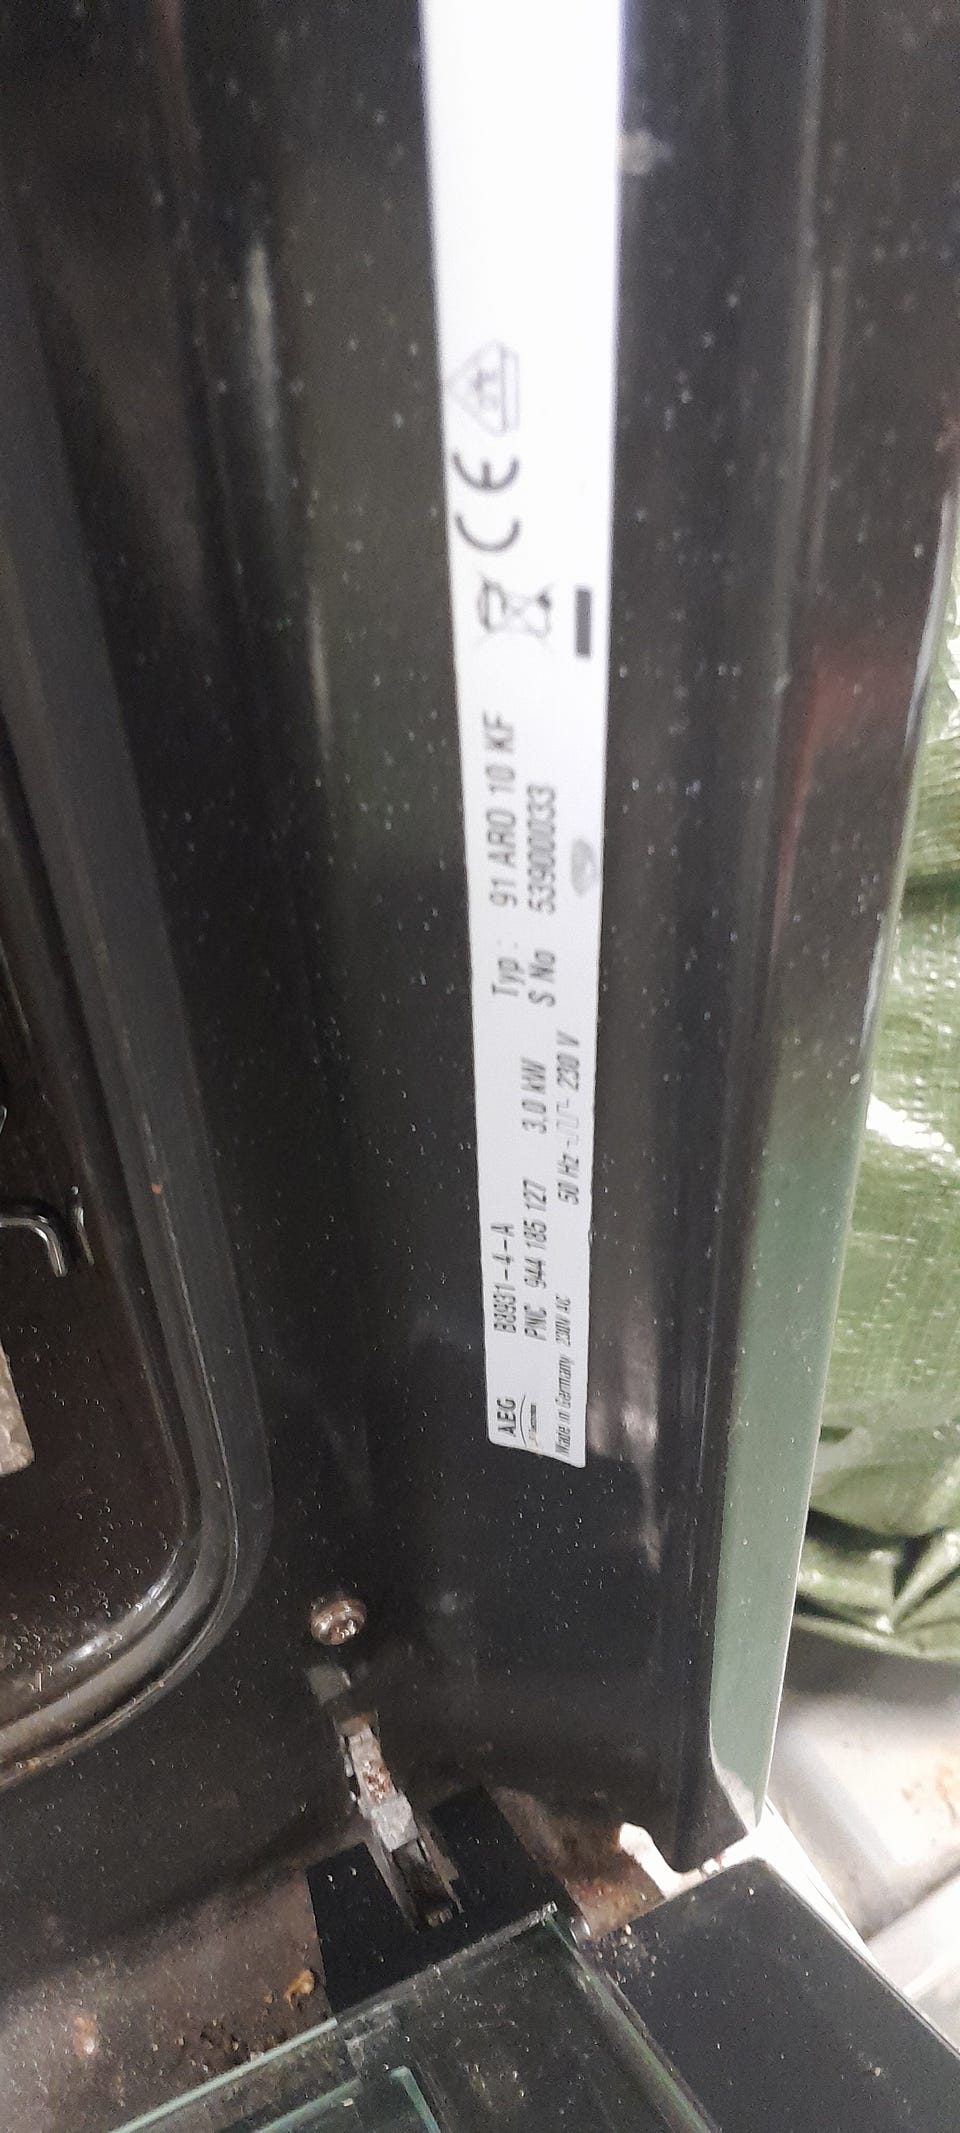 AEG
B8931-4-A
Typ : 91 ARO 10 KF
PNC 944 185 127
3.0 kW
S No 539000033
Made in Germany 230V AC
50 Hz 230 V
CE